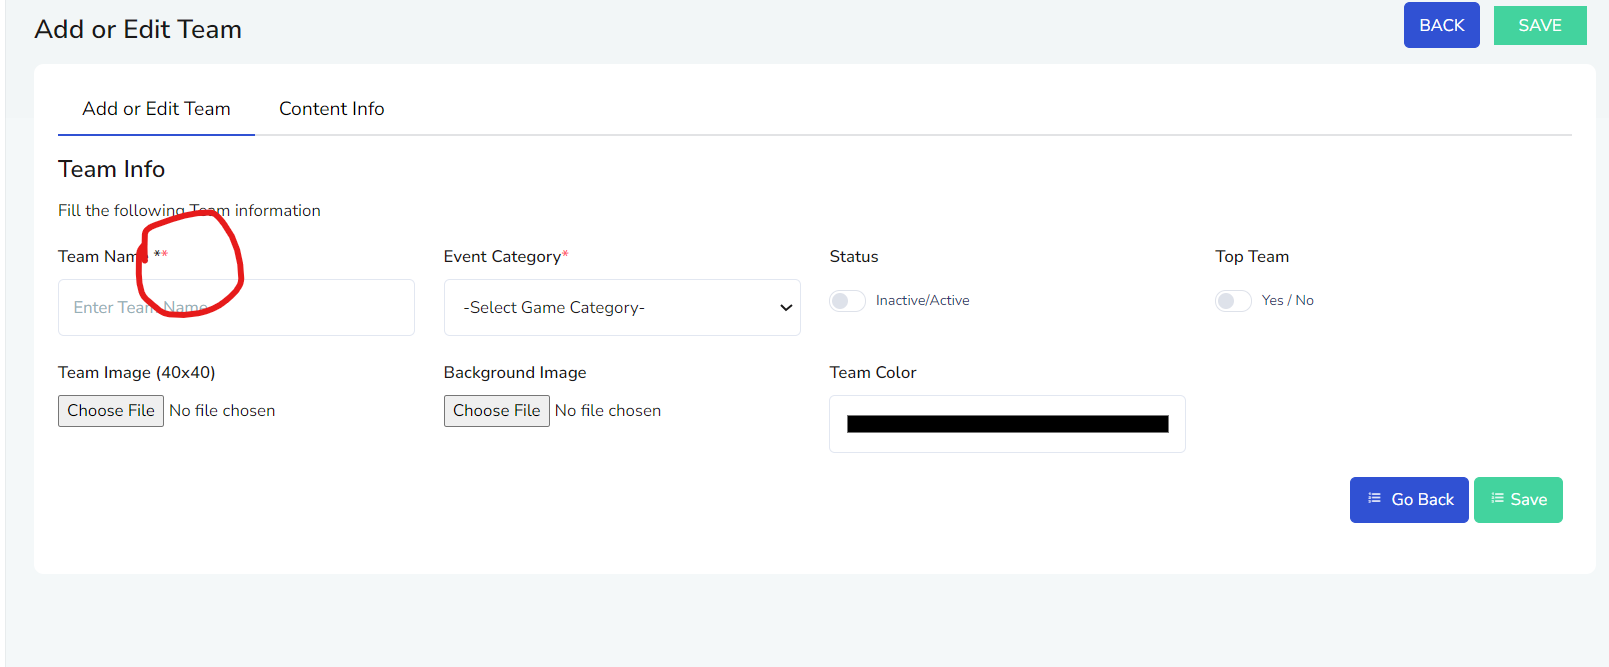 Add or Edit Team
BACK SAVE
Add or Edit Team Content Info
Team Info
Fill the following Team information
Team Name ** Event Category* Status Top Team
Enter Team Name -Select Game Category- Inactive/Active Yes / No
Team Image (40x40) Background Image Team Color
Choose File No file chosen Choose File No file chosen
Go Back Save